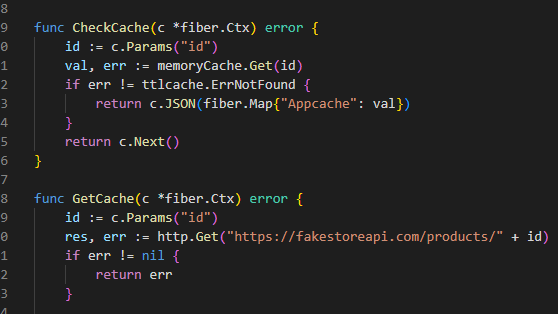 8
9 func CheckCache(c *fiber.Ctx) error {
0     id := c.Params("id")
1     val, err := memoryCache.Get(id)
2     if err != ttlcache.ErrNotFound {
3         return c.JSON(fiber.Map{"Appcache": val})
4     }
5     return c.Next()
6 }
7
8 func GetCache(c *fiber.Ctx) error {
9     id := c.Params("id")
0     res, err := http.Get("https://fakestoreapi.com/products/" + id)
1     if err != nil {
2         return err
3     }